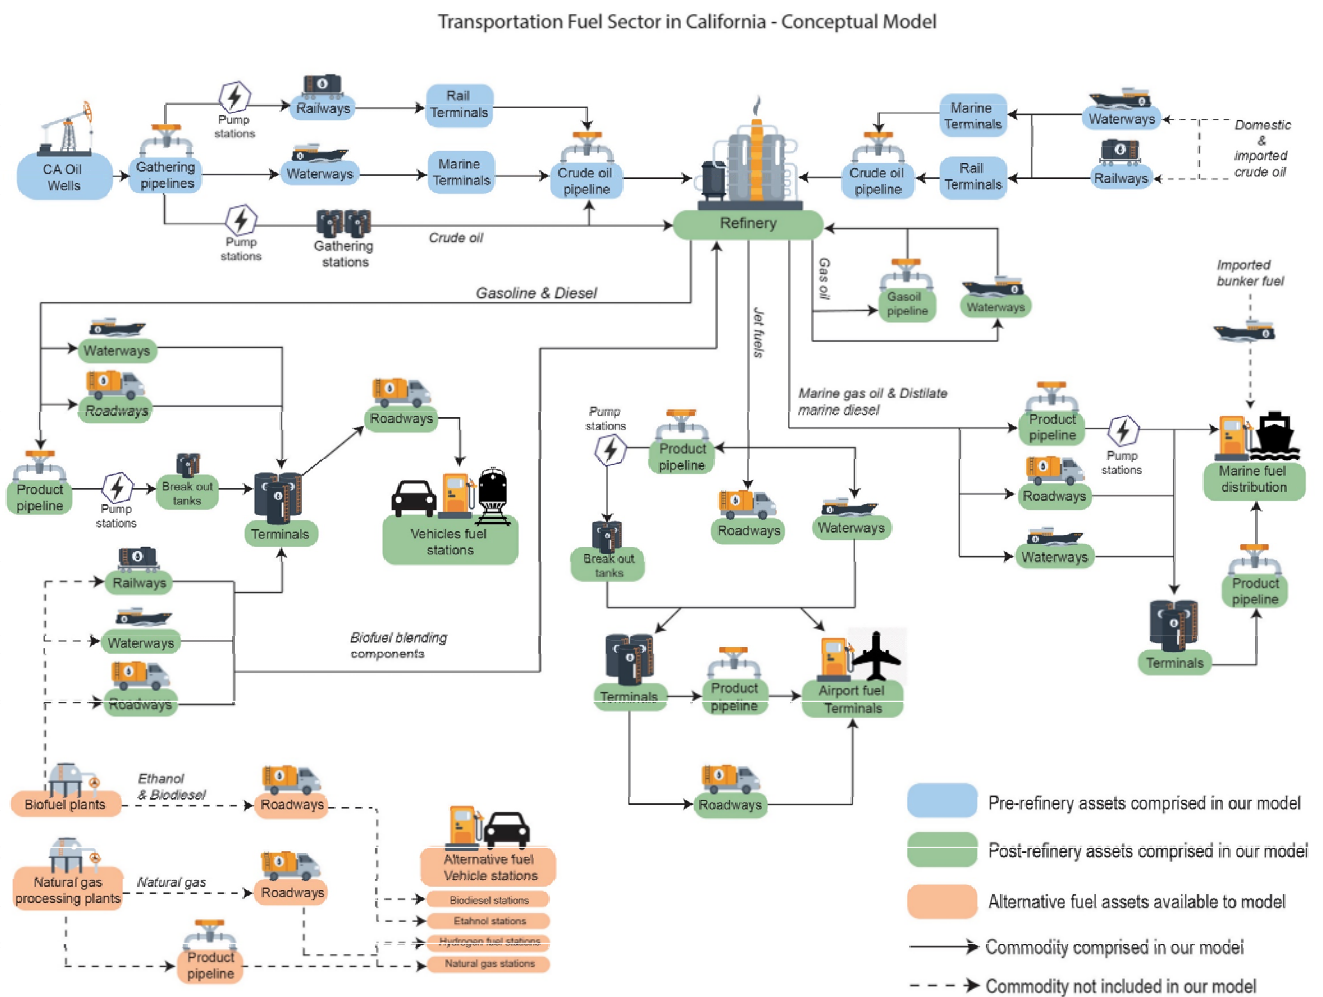 Transportation Fuel Sector in California - Conceptual Model
Pump
stations
Railways
Rail
Terminals
CA Oil
Wells
Gathering
pipelines
Waterways
Marine
Terminals
Crude oil
pipeline
Pump
stations
Gathering
stations
Crude oil
Refinery
Crude oil
pipeline
Marine
Terminals
Rail
Terminals
Waterways
Railways
Domestic
&
imported
crude oil
Gasoline & Diesel
Jet fuels
Gas oil
Gasoil
pipeline
Waterways
Imported
bunker fuel
Waterways
Roadways
Product
pipeline
Pump
stations
Break out
tanks
Terminals
Roadways
Vehicles fuel
stations
Railways
Waterways
Roadways
Biofuel blending
components
Pump
stations
Product
pipeline
Break out
tanks
Roadways
Waterways
Terminals
Product
pipeline
Airport fuel
Terminals
Roadways
Marine gas oil & Distilate
marine diesel
Product
pipeline
Pump
stations
Roadways
Waterways
Marine fuel
distribution
Product
pipeline
Terminals
Biofuel plants
Ethanol
& Biodiesel
Roadways
Natural gas
processing plants
Natural gas
Roadways
Product
pipeline
Alternative fuel
Vehicle stations
Biodiesel stations
Etahnol stations
Hydrogen fuel stations
Natural gas stations
Pre-refinery assets comprised in our model
Post-refinery assets comprised in our model
Alternative fuel assets available to model
Commodity comprised in our model
Commodity not included in our model